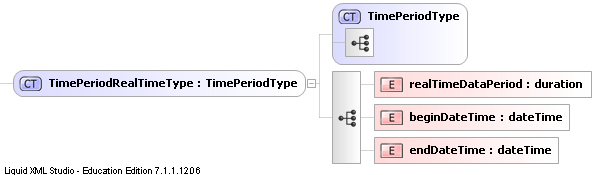 CT TimePeriodType
CT TimePeriodRealTimeType : TimePeriodType
E realTimeDataPeriod : duration
E beginDateTime : dateTime
E endDateTime : dateTime
Liquid XML Studio - Education Edition 7.1.1.1206